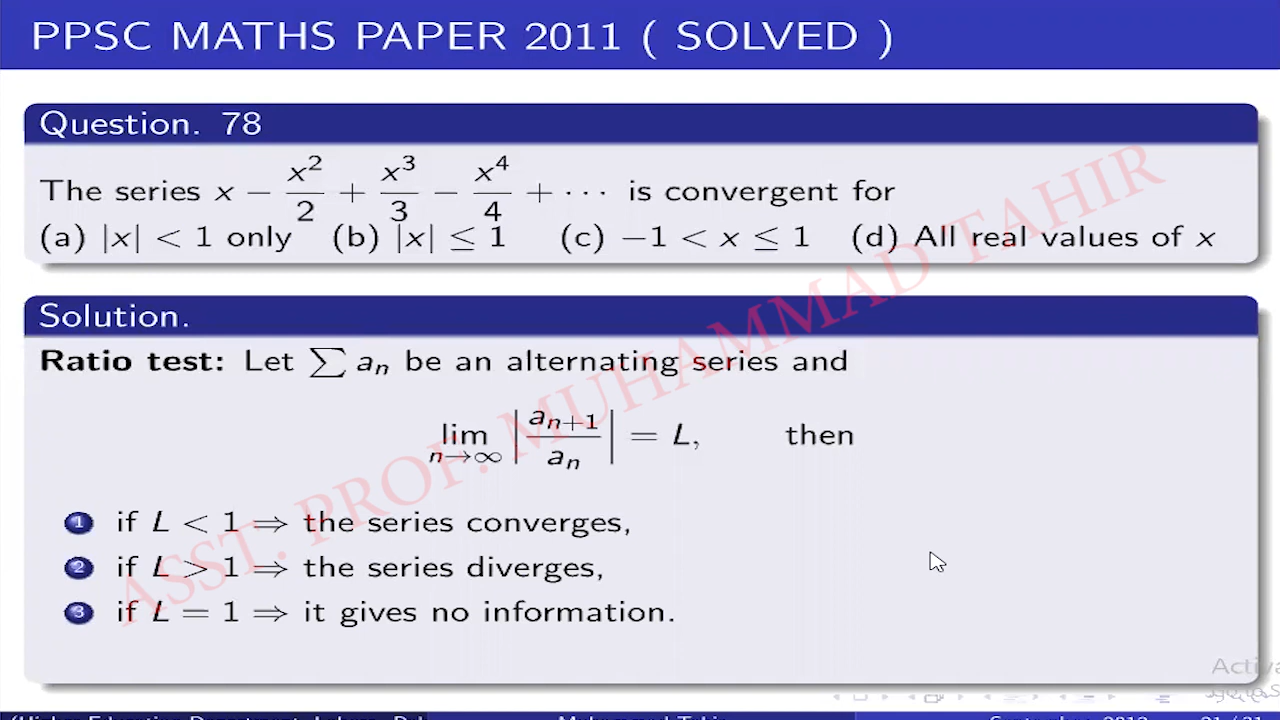 PPSC MATHS PAPER 2011 ( SOLVED )
Question. 78
The series x − x²/2 + x³/3 − x⁴/4 + ··· is convergent for
(a) |x| < 1 only (b) |x| ≤ 1 (c) −1 < x ≤ 1 (d) All real values of x
Solution.
Ratio test: Let ∑ aₙ be an alternating series and
lim n→∞ |aₙ₊₁/aₙ| = L, then
1 if L < 1 ⇒ the series converges,
2 if L > 1 ⇒ the series diverges,
3 if L = 1 ⇒ it gives no information.
ASST. PROF. MUHAMMAD TAHIR